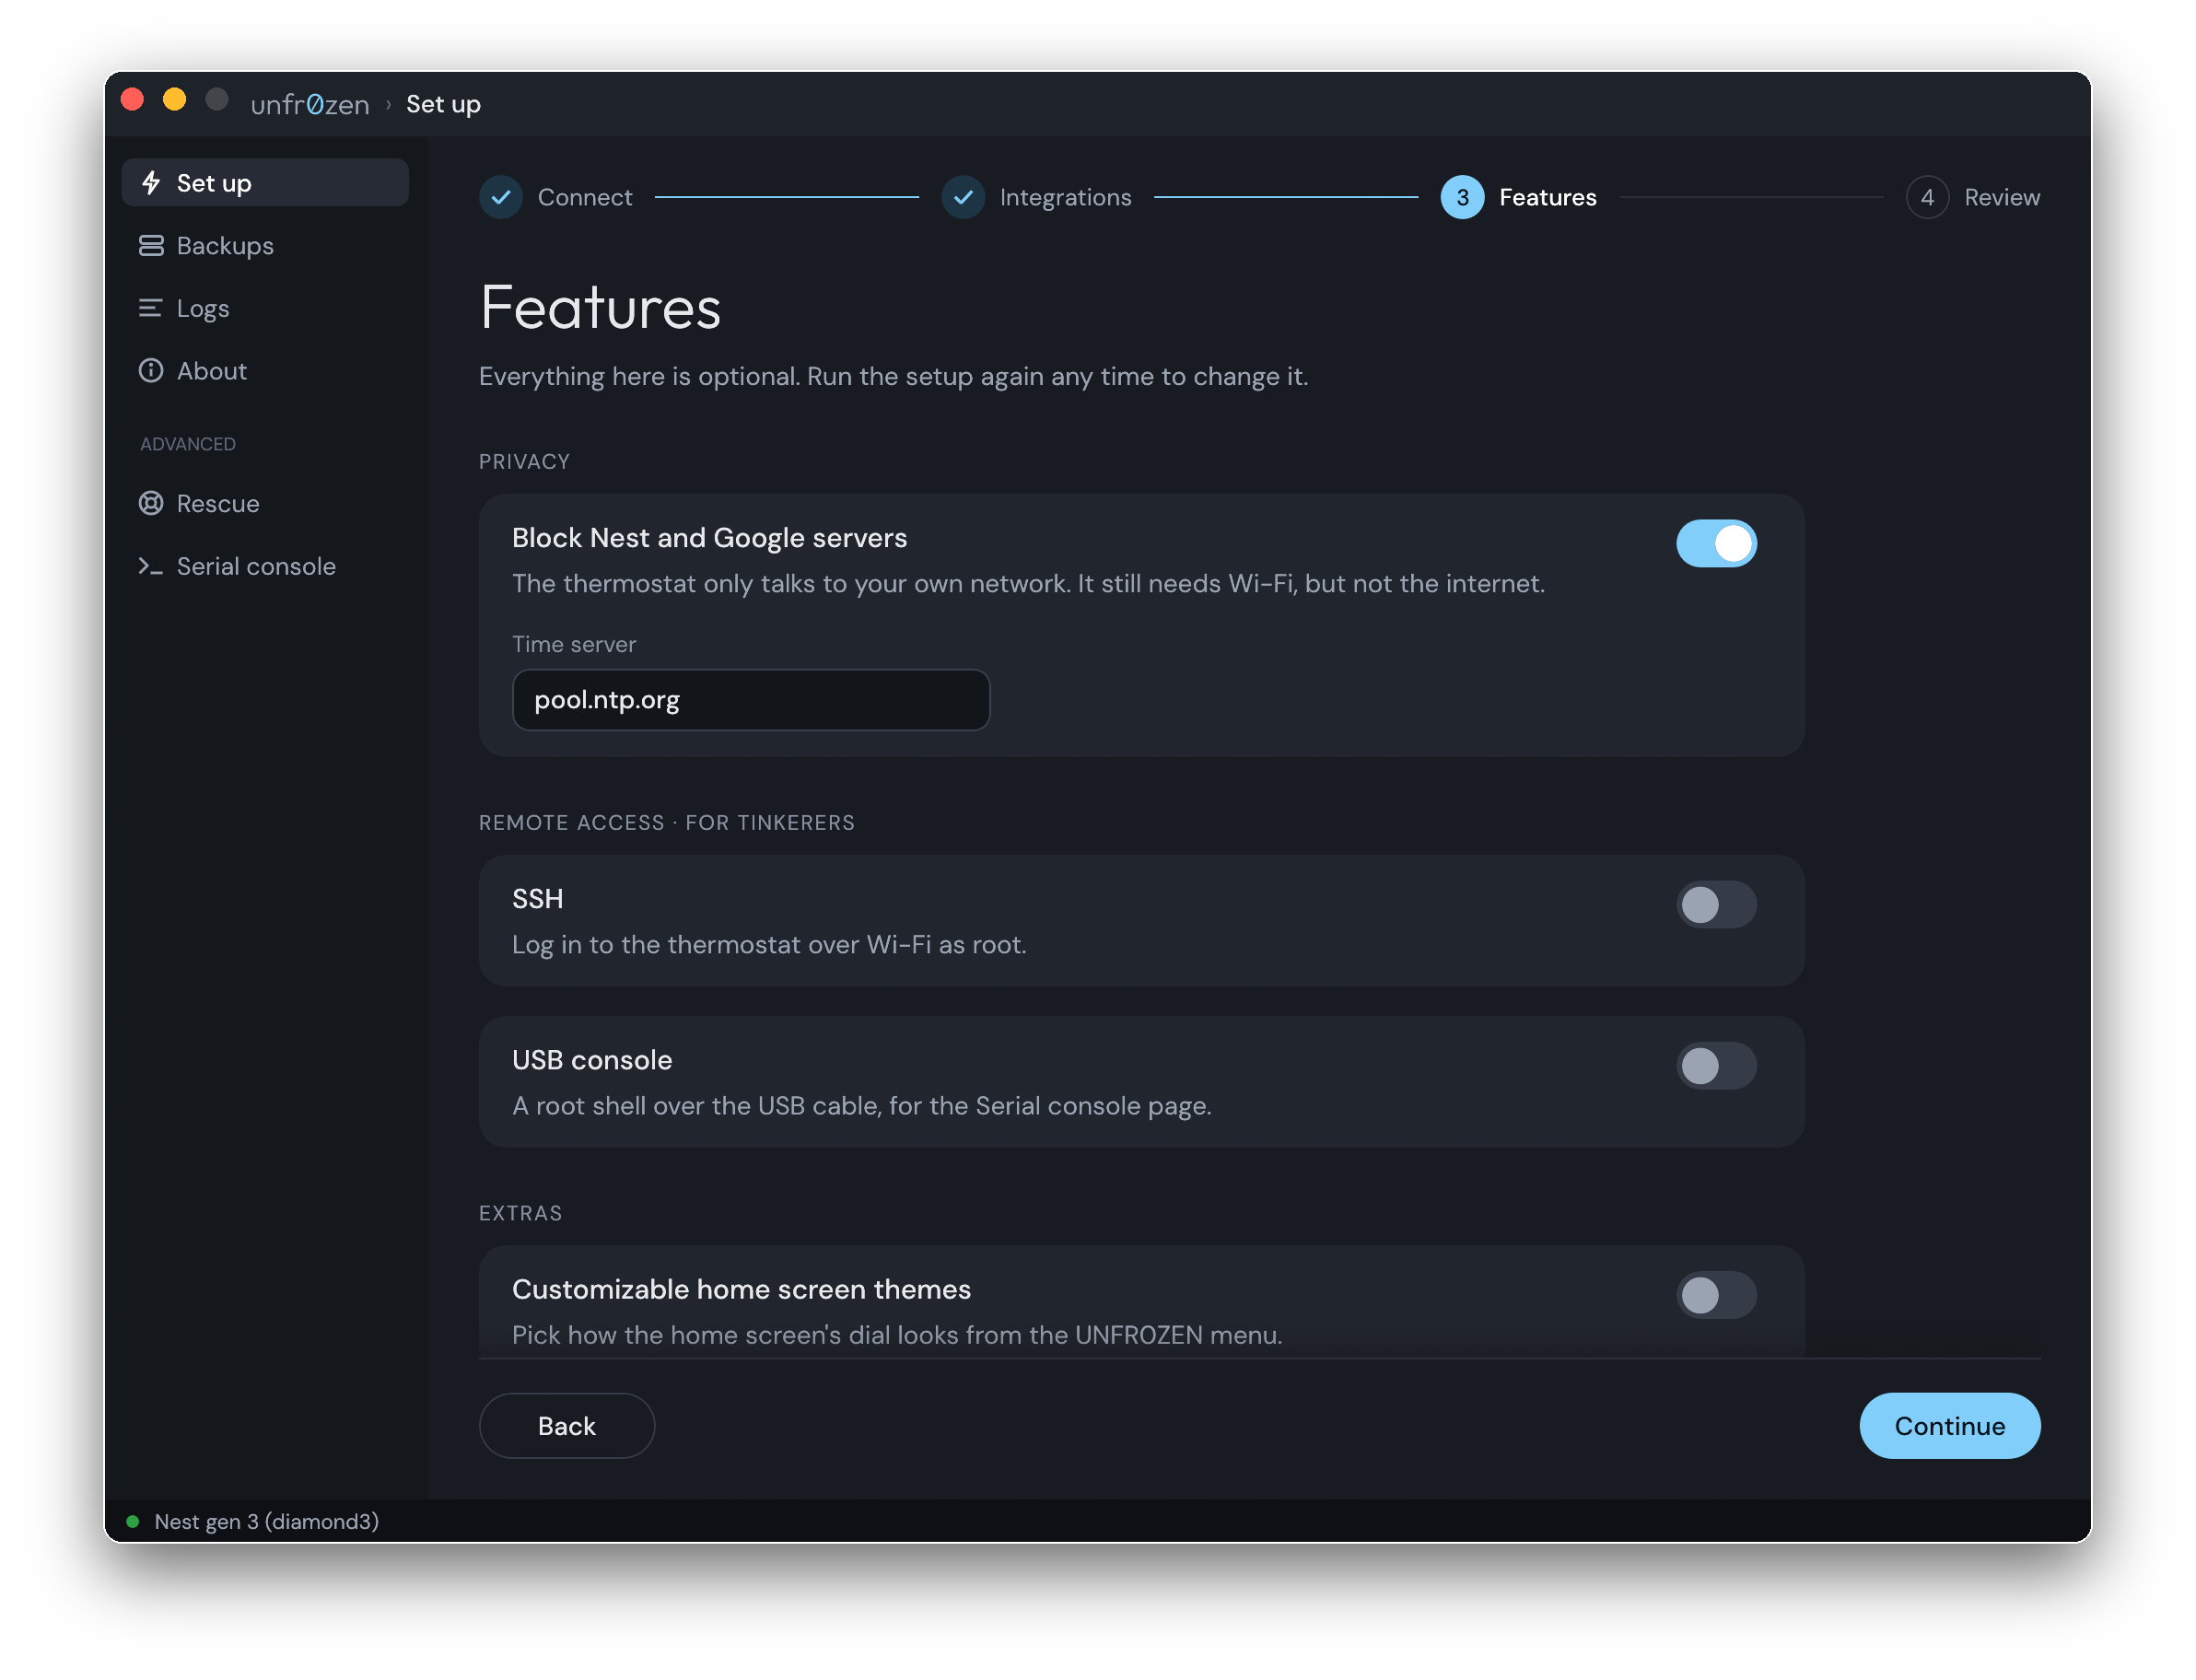 unfr0zen › Set up
Set up
Backups
Logs
About
ADVANCED
Rescue
Serial console
Connect
Integrations
3 Features
4 Review
Features
Everything here is optional. Run the setup again any time to change it.
PRIVACY
Block Nest and Google servers
The thermostat only talks to your own network. It still needs Wi-Fi, but not the internet.
Time server
pool.ntp.org
REMOTE ACCESS · FOR TINKERERS
SSH
Log in to the thermostat over Wi-Fi as root.
USB console
A root shell over the USB cable, for the Serial console page.
EXTRAS
Customizable home screen themes
Pick how the home screen's dial looks from the UNFR0ZEN menu.
Back
Continue
Nest gen 3 (diamond3)